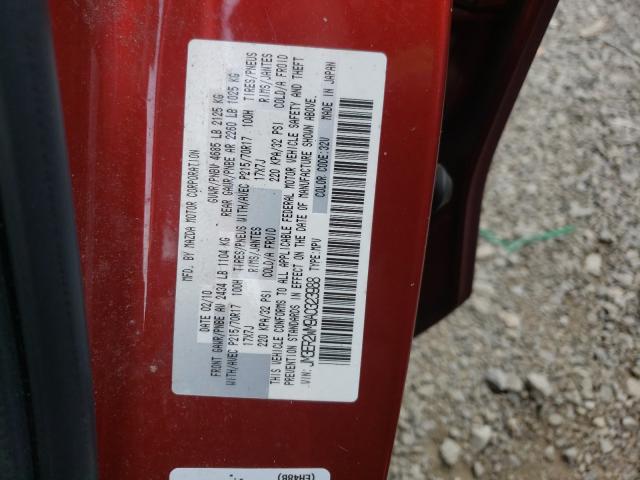 MFD. BY MAZDA MOTOR CORPORATION
DATE 02/10 GVWR/PNBV 4685 LB 2125 KG
FRONT GAWR/PNBE AV 2434 LB 1104 KG REAR GAWR/PNBE AR 2260 LB 1025 KG
WITH/AVEC P215/70R17 100H TIRES/PNEUS WITH/AVEC P215/70R17 100H TIRES/PNEUS
17X7J RIMS/JANTES 17X7J RIMS/JANTES
220 KPA/32 PSI COLD/A FROID 220 KPA/32 PSI COLD/A FROID
THIS VEHICLE CONFORMS TO ALL APPLICABLE FEDERAL MOTOR VEHICLE SAFETY AND THEFT
PREVENTION STANDARDS IN EFFECT ON THE DATE OF MANUFACTURE SHOWN ABOVE.
VIN: JM3ER2WM9A0323988 TYPE: MPV
COLOR CODE:32V MADE IN JAPAN
(EH48B)